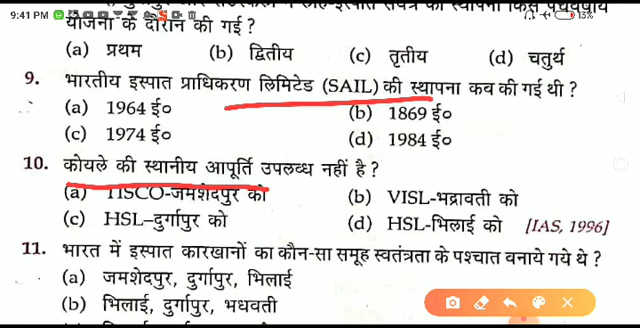 9:41 PM
13%
योजना के दौरान की गई ?
(a) प्रथम (b) द्वितीय (c) तृतीय (d) चतुर्थ
9. भारतीय इस्पात प्राधिकरण लिमिटेड (SAIL) की स्थापना कब की गई थी ?
(a) 1964 ई० (b) 1869 ई०
(c) 1974 ई० (d) 1984 ई०
10. कोयले की स्थानीय आपूर्ति उपलब्ध नहीं है ?
(a) TISCO-जमशेदपुर को (b) VISL-भद्रावती को
(c) HSL–दुर्गापुर को (d) HSL-भिलाई को [IAS, 1996]
11. भारत में इस्पात कारखानों का कौन-सा समूह स्वतंत्रता के पश्चात बनाये गये थे ?
(a) जमशेदपुर, दुर्गापुर, भिलाई
(b) भिलाई, दुर्गापुर, भधवती